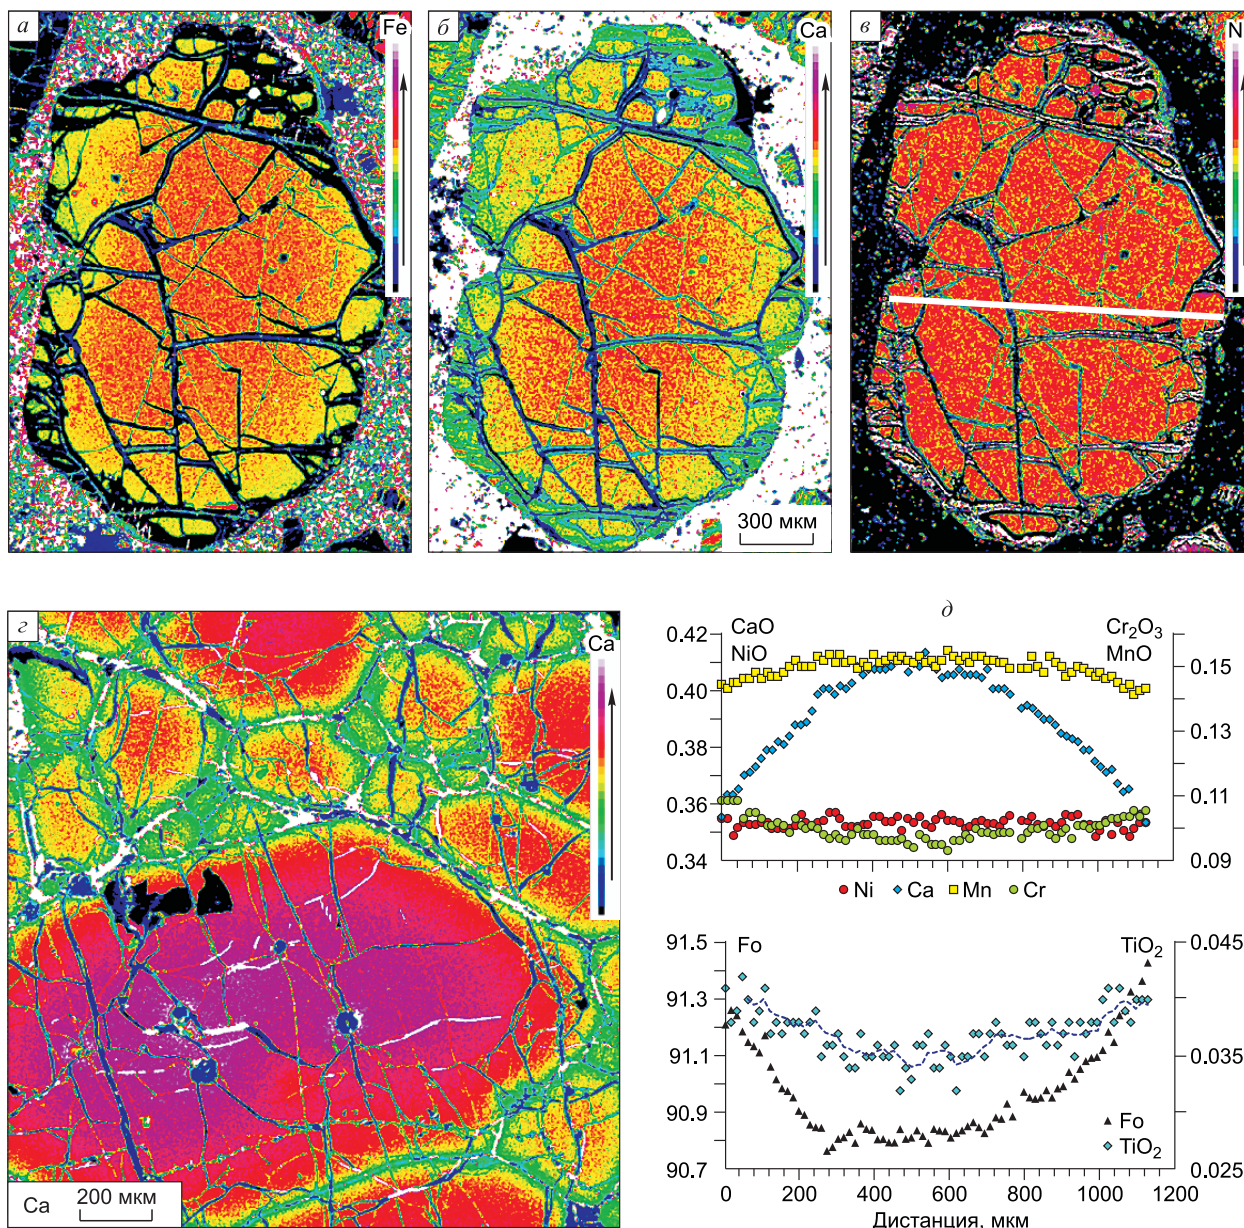 а
Fe
б
Ca
в
N
300 мкм
г
Ca
Ca
200 мкм
д
CaO
NiO
Cr₂O₃
MnO
0.42
0.40
0.38
0.36
0.34
0.15
0.13
0.11
0.09
Ni Ca Mn Cr
Fo
TiO₂
91.5
91.3
91.1
90.9
90.7
0.045
0.035
0.025
Fo
TiO₂
0 200 400 600 800 1000 1200
Дистанция, мкм